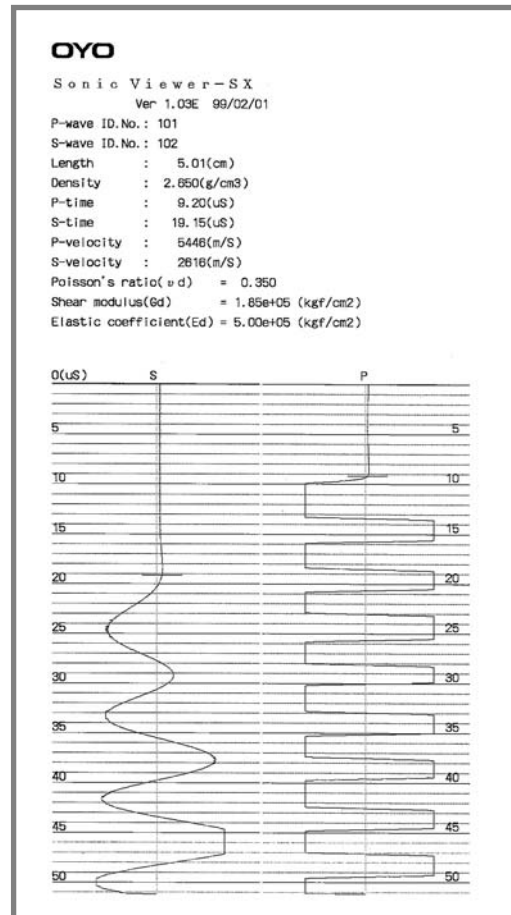 OYO
Sonic Viewer-SX
Ver 1.03E 99/02/01
P-wave ID.No.: 101
S-wave ID.No.: 102
Length : 5.01(cm)
Density : 2.650(g/cm3)
P-time : 9.20(uS)
S-time : 19.15(uS)
P-velocity : 5446(m/S)
S-velocity : 2616(m/S)
Poisson's ratio(νd) = 0.350
Shear modulus(Gd) = 1.85e+05 (kgf/cm2)
Elastic coefficient(Ed) = 5.00e+05 (kgf/cm2)
0(uS) S P
5 5
10 10
15 15
20 20
25 25
30 30
35 35
40 40
45 45
50 50